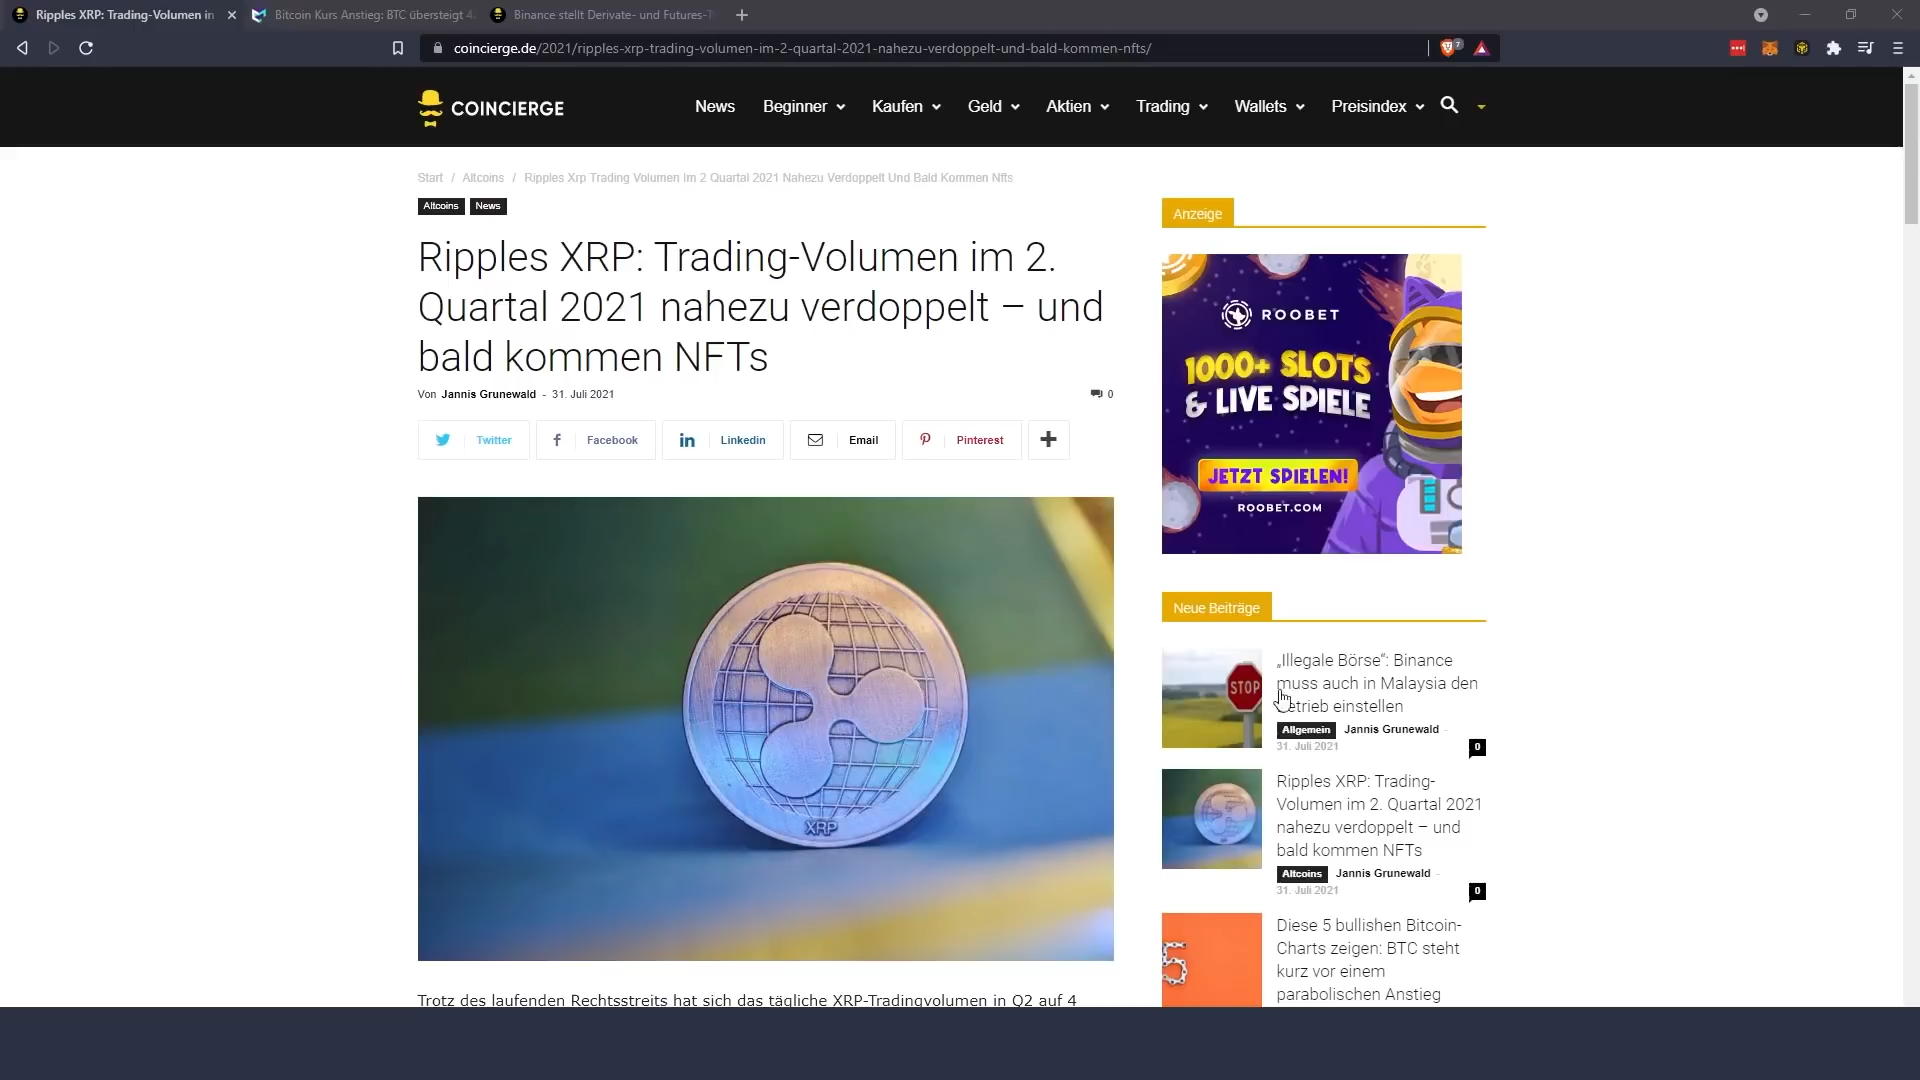 Ripples XRP: Trading-Volumen in
Bitcoin Kurs Anstieg: BTC übersteigt 4
Binance stellt Derivate- und Futures-T
coincierge.de/2021/ripples-xrp-trading-volumen-im-2-quartal-2021-nahezu-verdoppelt-und-bald-kommen-nfts/
7
COINCIERGE
News
Beginner
Kaufen
Geld
Aktien
Trading
Wallets
Preisindex
Start / Altcoins / Ripples Xrp Trading Volumen Im 2 Quartal 2021 Nahezu Verdoppelt Und Bald Kommen Nfts
Altcoins
News
Ripples XRP: Trading-Volumen im 2.
Quartal 2021 nahezu verdoppelt – und
bald kommen NFTs
Von Jannis Grunewald - 31. Juli 2021
0
Twitter
Facebook
Linkedin
Email
Pinterest
XRP
Trotz des laufenden Rechtsstreits hat sich das tägliche XRP-Tradingvolumen in Q2 auf 4
Anzeige
ROOBET
1000+ SLOTS
& LIVE SPIELE
JETZT SPIELEN!
ROOBET.COM
Neue Beiträge
STOP
„Illegale Börse“: Binance
muss auch in Malaysia den
Betrieb einstellen
Allgemein Jannis Grunewald -
31. Juli 2021
0
Ripples XRP: Trading-
Volumen im 2. Quartal 2021
nahezu verdoppelt – und
bald kommen NFTs
Altcoins Jannis Grunewald -
31. Juli 2021
0
5
Diese 5 bullishen Bitcoin-
Charts zeigen: BTC steht
kurz vor einem
parabolischen Anstieg